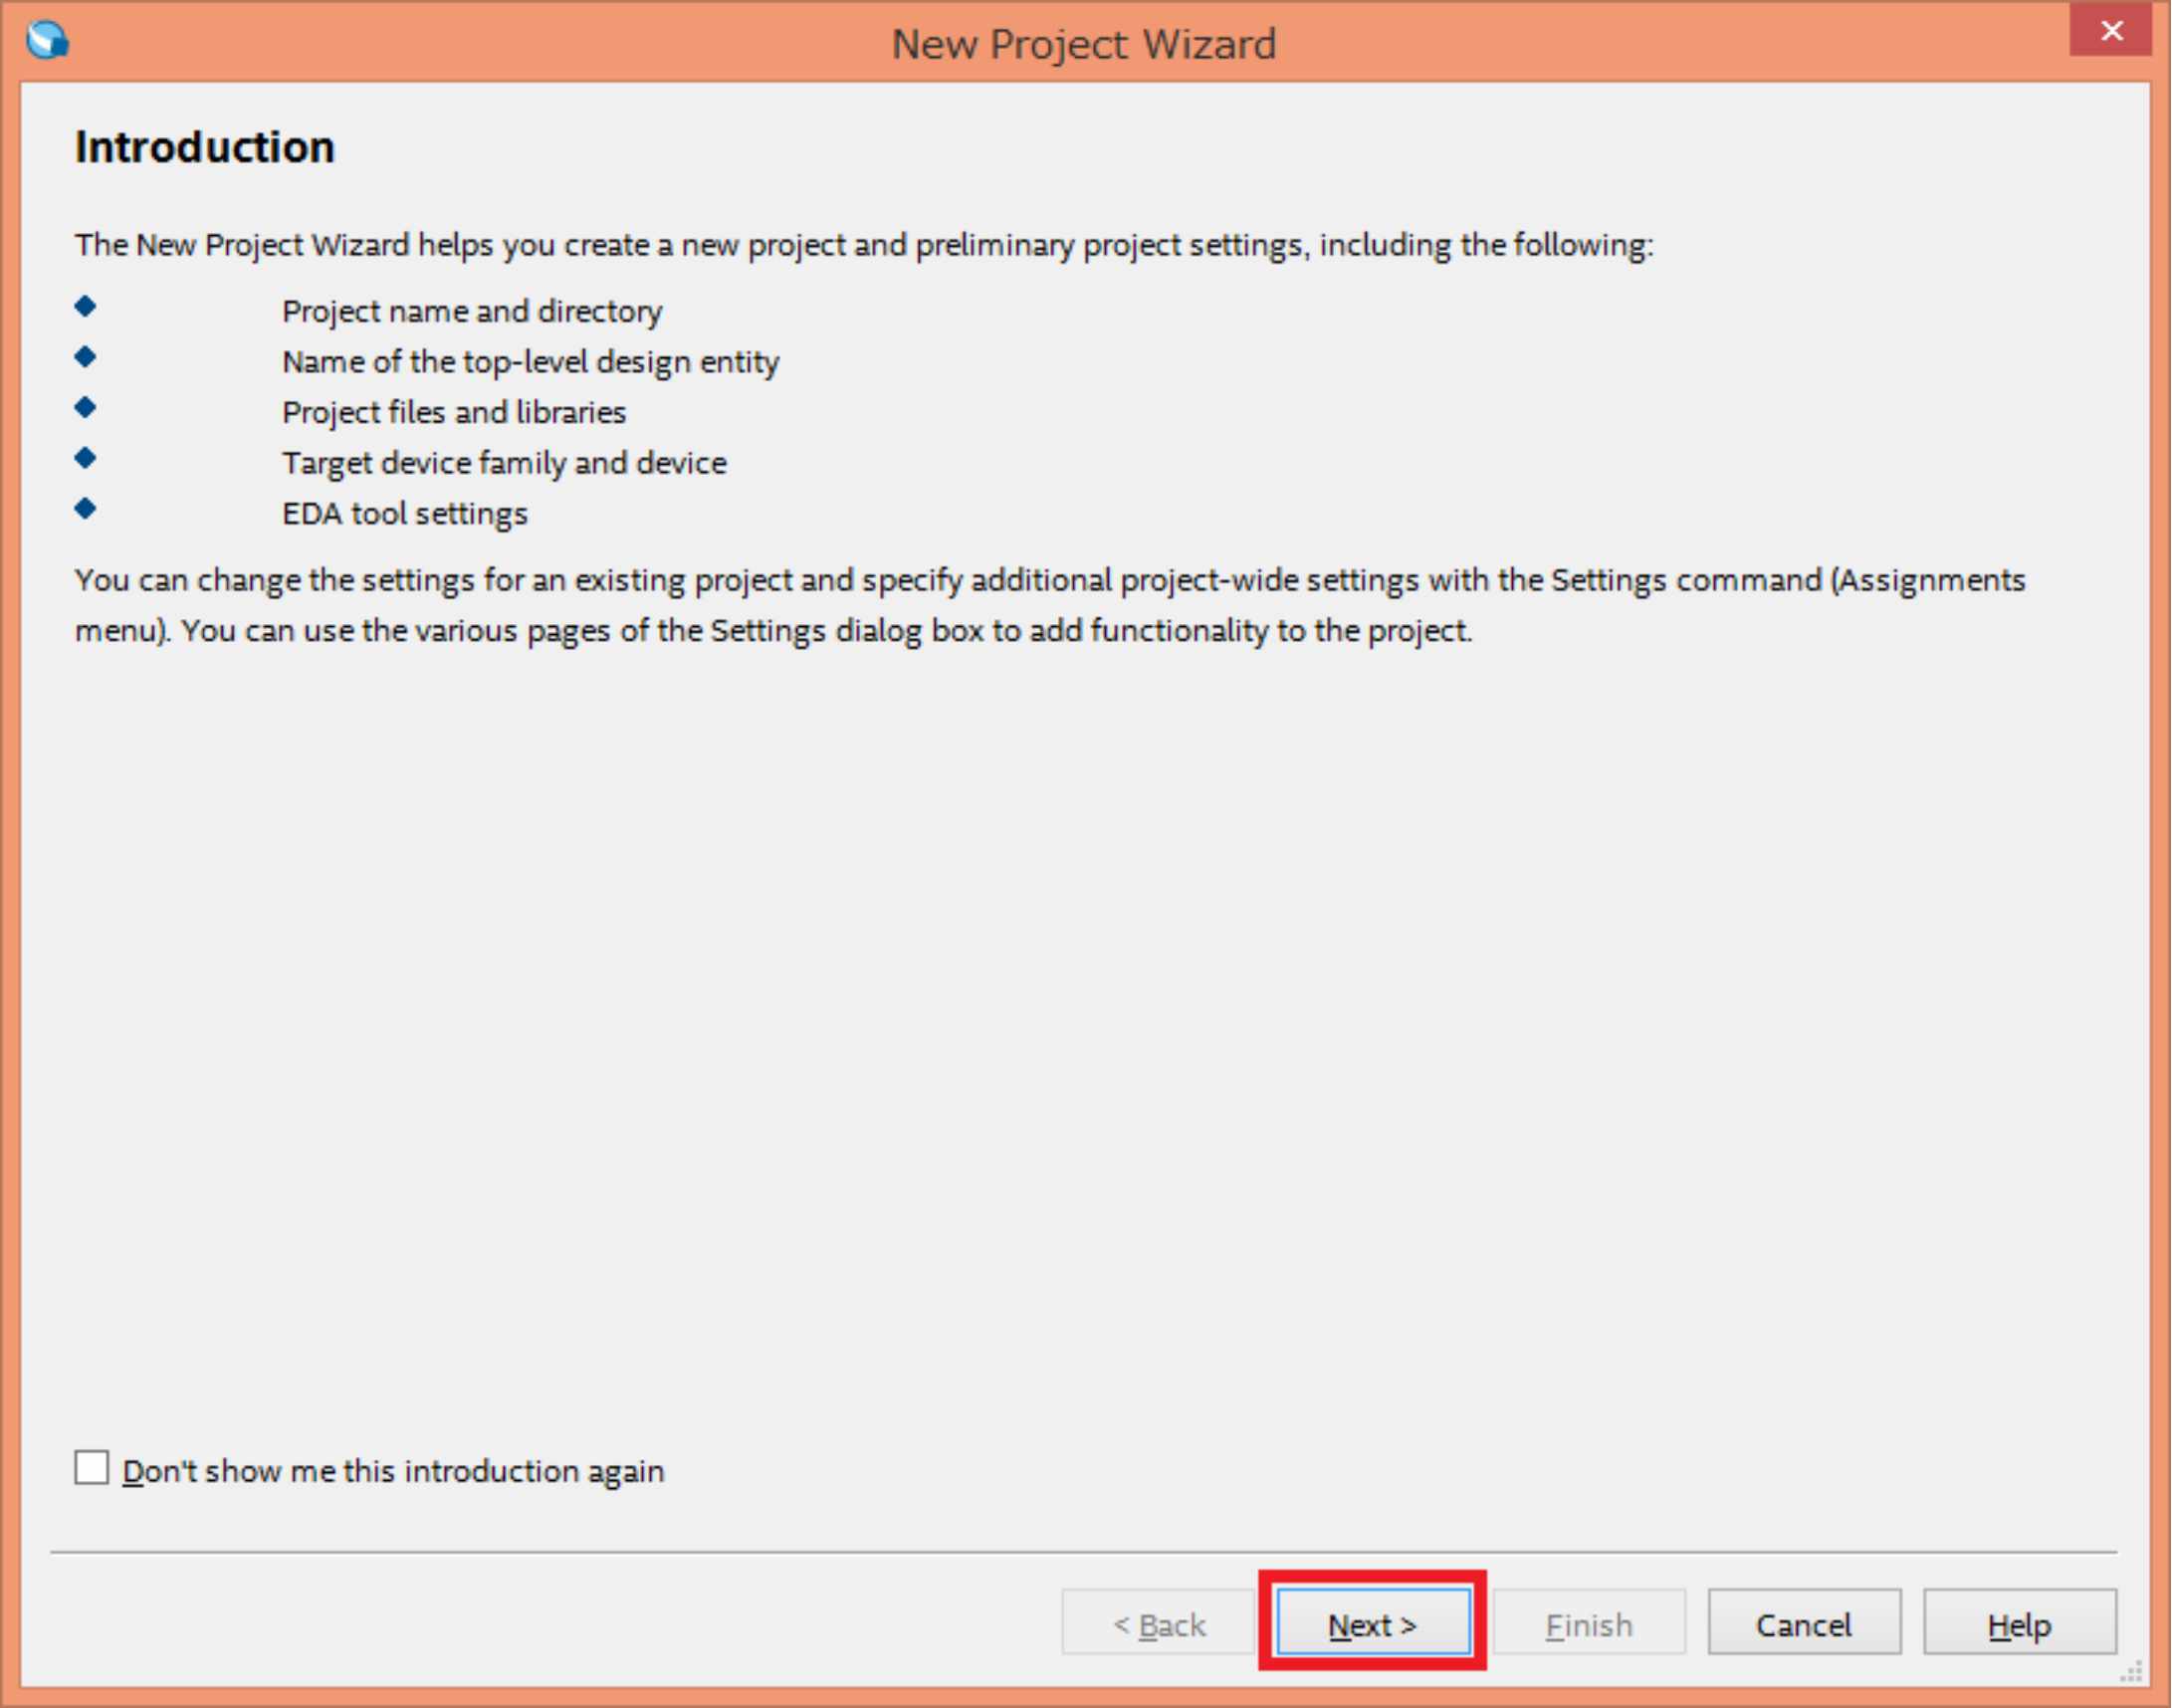 New Project Wizard
Introduction
The New Project Wizard helps you create a new project and preliminary project settings, including the following:
Project name and directory
Name of the top-level design entity
Project files and libraries
Target device family and device
EDA tool settings
You can change the settings for an existing project and specify additional project-wide settings with the Settings command (Assignments
menu). You can use the various pages of the Settings dialog box to add functionality to the project.
Don't show me this introduction again
< Back Next > Finish Cancel Help